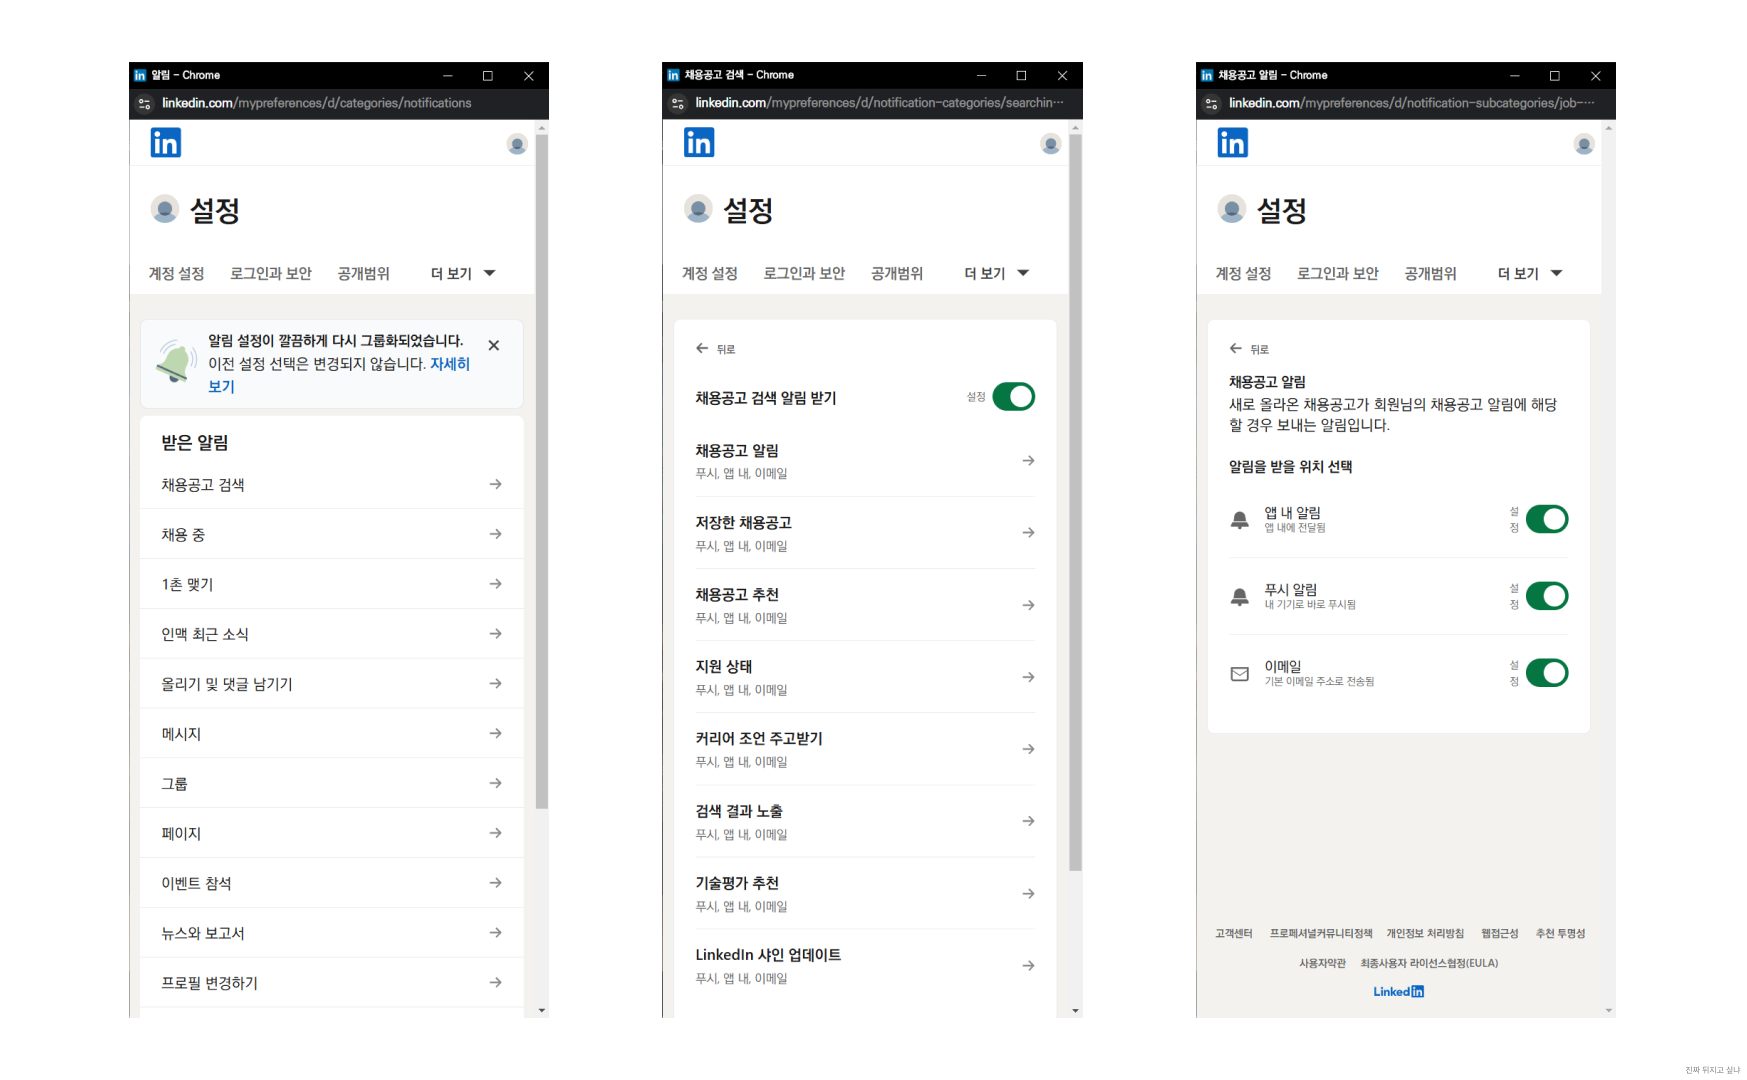 알림 - Chrome
linkedin.com/mypreferences/d/categories/notifications
in
설정
계정 설정 로그인과 보안 공개범위 더 보기
알림 설정이 깔끔하게 다시 그룹화되었습니다.
이전 설정 선택은 변경되지 않습니다. 자세히
보기
받은 알림
채용공고 검색
채용 중
1촌 맺기
인맥 최근 소식
올리기 및 댓글 남기기
메시지
그룹
페이지
이벤트 참석
뉴스와 보고서
프로필 변경하기
채용공고 검색 - Chrome
linkedin.com/mypreferences/d/notification-categories/searchin···
in
설정
계정 설정 로그인과 보안 공개범위 더 보기
뒤로
채용공고 검색 알림 받기 설정
채용공고 알림
푸시, 앱 내, 이메일
저장한 채용공고
푸시, 앱 내, 이메일
채용공고 추천
푸시, 앱 내, 이메일
지원 상태
푸시, 앱 내, 이메일
커리어 조언 주고받기
푸시, 앱 내, 이메일
검색 결과 노출
푸시, 앱 내, 이메일
기술평가 추천
푸시, 앱 내, 이메일
LinkedIn 샤인 업데이트
푸시, 앱 내, 이메일
채용공고 알림 - Chrome
linkedin.com/mypreferences/d/notification-subcategories/job-···
in
설정
계정 설정 로그인과 보안 공개범위 더 보기
뒤로
채용공고 알림
새로 올라온 채용공고가 회원님의 채용공고 알림에 해당
할 경우 보내는 알림입니다.
알림을 받을 위치 선택
앱 내 알림
앱 내에 전달됨
설
정
푸시 알림
내 기기로 바로 푸시됨
설
정
이메일
기본 이메일 주소로 전송됨
설
정
고객센터 프로페셔널커뮤니티정책 개인정보 처리방침 웹접근성 추천 투명성
사용자약관 최종사용자 라이선스협정(EULA)
Linkedin
진짜 뒤지고 싶냐